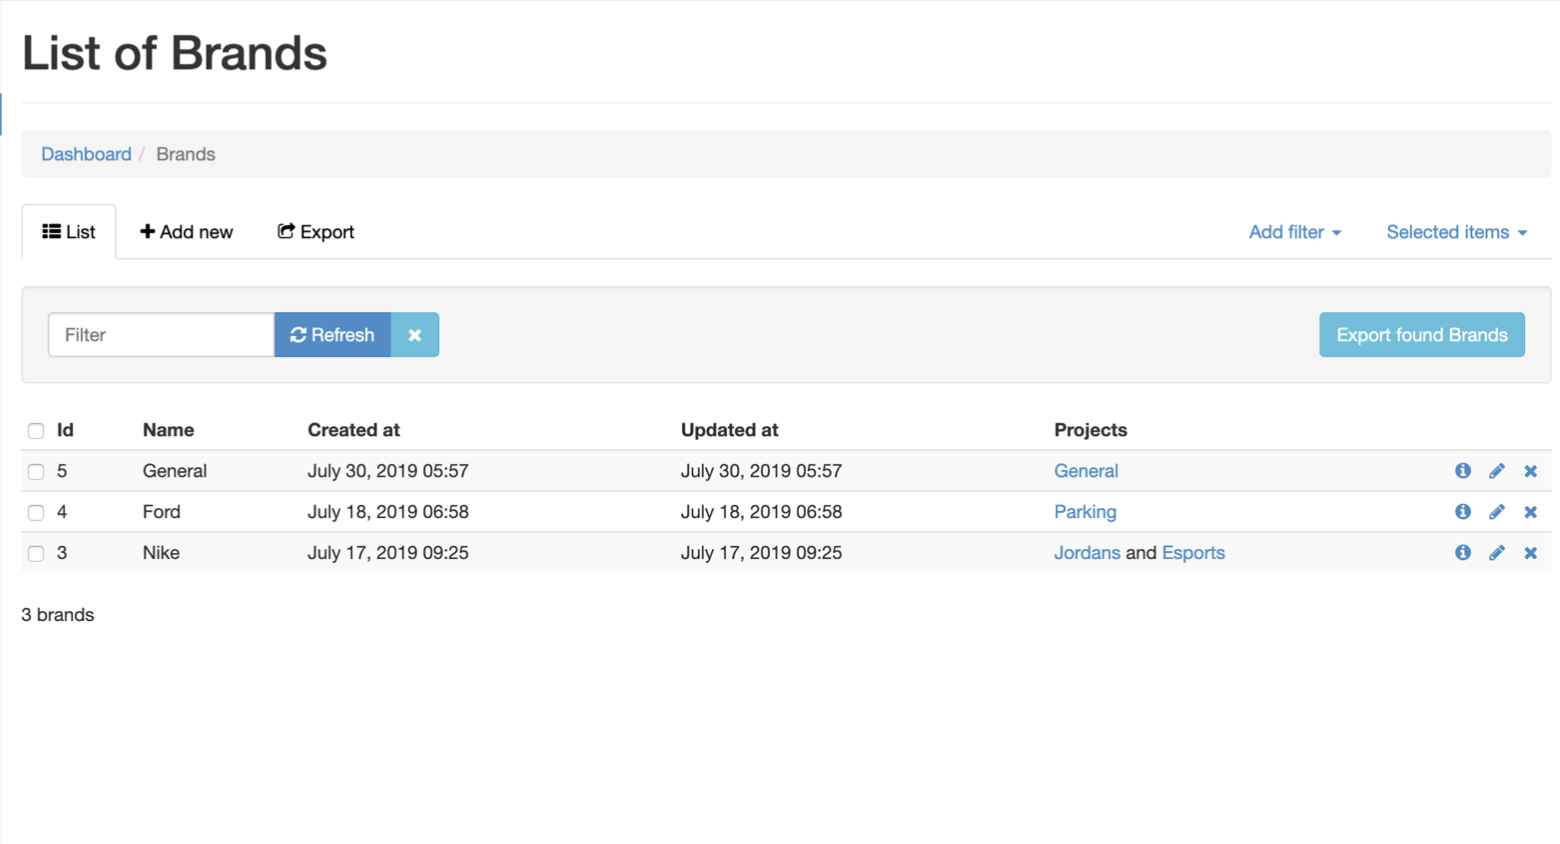 List of Brands
Dashboard / Brands
List Add new Export Add filter Selected items
Filter Refresh Export found Brands
Id Name Created at Updated at Projects
5 General July 30, 2019 05:57 July 30, 2019 05:57 General
4 Ford July 18, 2019 06:58 July 18, 2019 06:58 Parking
3 Nike July 17, 2019 09:25 July 17, 2019 09:25 Jordans and Esports
3 brands